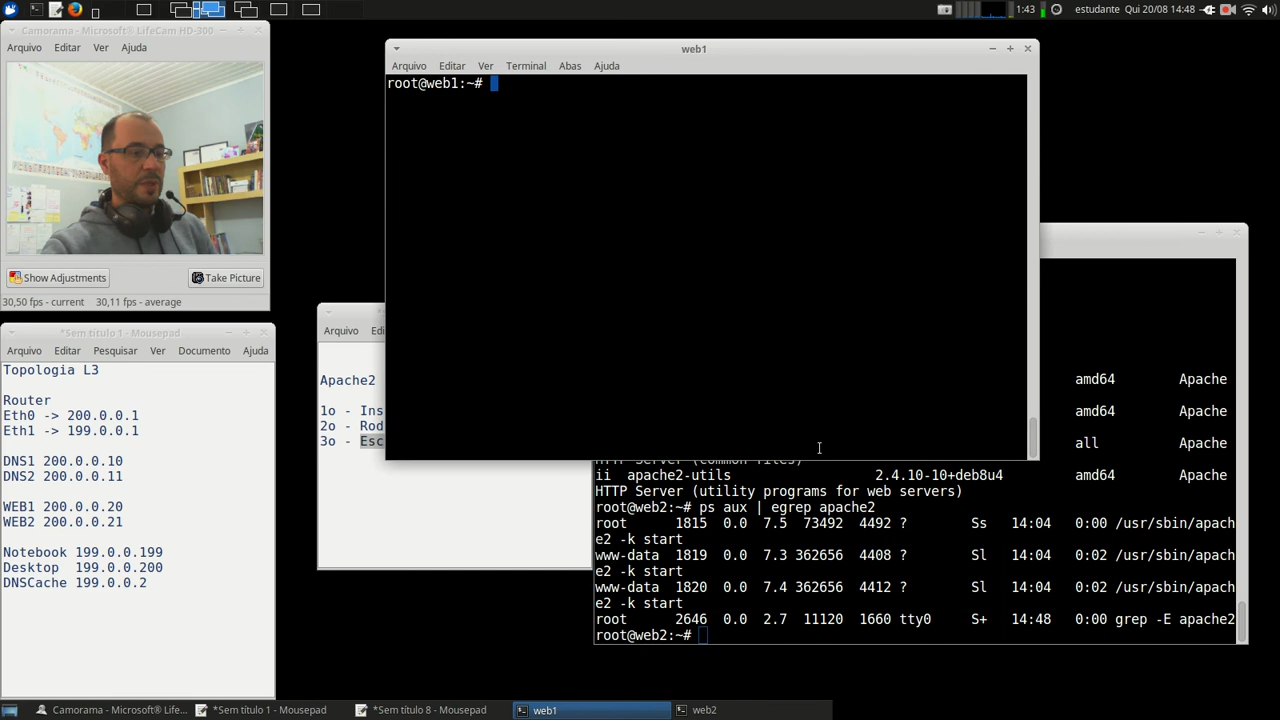 1:43
estudante Qui 20/08 14:48
Camorama - Microsoft® LifeCam HD-300
Arquivo Editar Ver Ajuda
Show Adjustments
Take Picture
30,50 fps - current 30,11 fps - average
*Sem título 1 - Mousepad
Arquivo Editar Pesquisar Ver Documento Ajuda
Topologia L3
Router
Eth0 -> 200.0.0.1
Eth1 -> 199.0.0.1
DNS1 200.0.0.10
DNS2 200.0.0.11
WEB1 200.0.0.20
WEB2 200.0.0.21
Notebook 199.0.0.199
Desktop 199.0.0.200
DNSCache 199.0.0.2
Arquivo Edi
Apache2
1o - Ins
2o - Rod
3o - Esc
web1
Arquivo Editar Ver Terminal Abas Ajuda
root@web1:~#
amd64 Apache
amd64 Apache
all Apache
HTTP Server (common files)
ii apache2-utils 2.4.10-10+deb8u4 amd64 Apache
HTTP Server (utility programs for web servers)
root@web2:~# ps aux | egrep apache2
root 1815 0.0 7.5 73492 4492 ? Ss 14:04 0:00 /usr/sbin/apach
e2 -k start
www-data 1819 0.0 7.3 362656 4408 ? Sl 14:04 0:02 /usr/sbin/apach
e2 -k start
www-data 1820 0.0 7.4 362656 4412 ? Sl 14:04 0:02 /usr/sbin/apach
e2 -k start
root 2646 0.0 2.7 11120 1660 tty0 S+ 14:48 0:00 grep -E apache2
root@web2:~#
Camorama - Microsoft® LifeC...
*Sem título 1 - Mousepad
*Sem título 8 - Mousepad
web1
web2